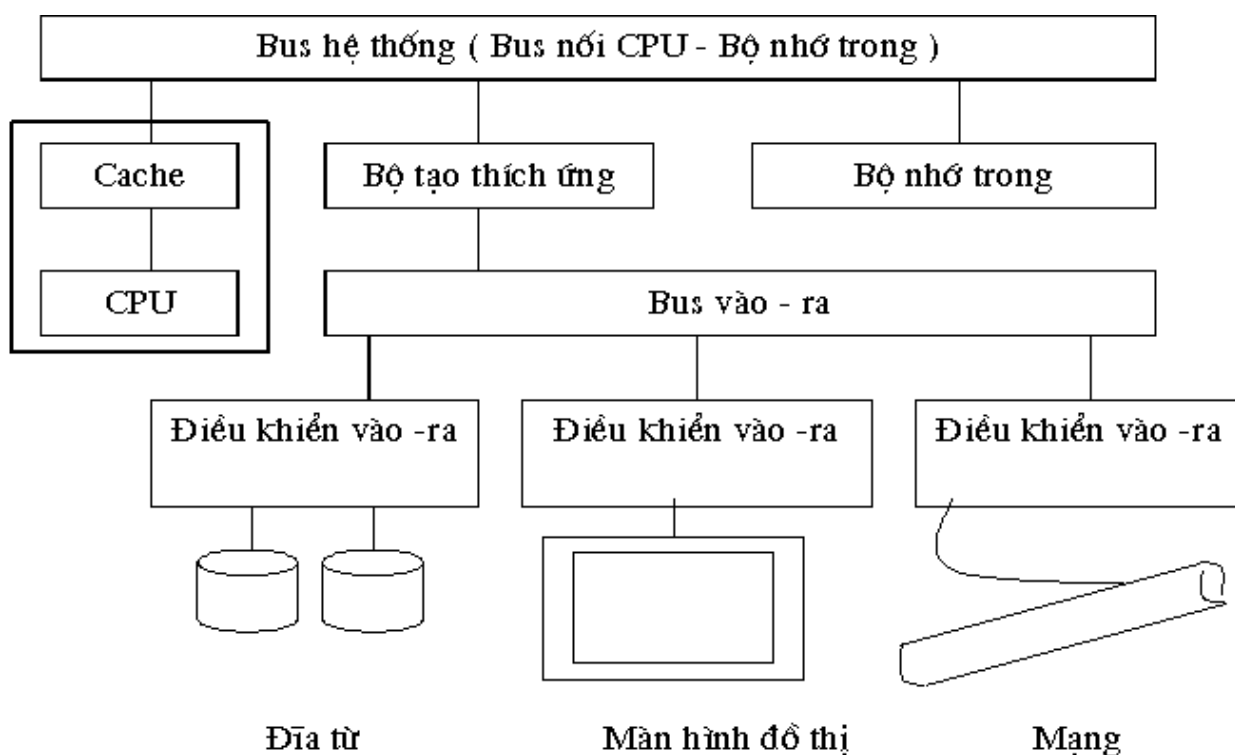 Bus hệ thống ( Bus nối CPU - Bộ nhớ trong )
Cache
Bộ tạo thích ứng
Bộ nhớ trong
CPU
Bus vào - ra
Điều khiển vào -ra
Điều khiển vào -ra
Điều khiển vào -ra
Đĩa từ
Màn hình đồ thị
Mạng